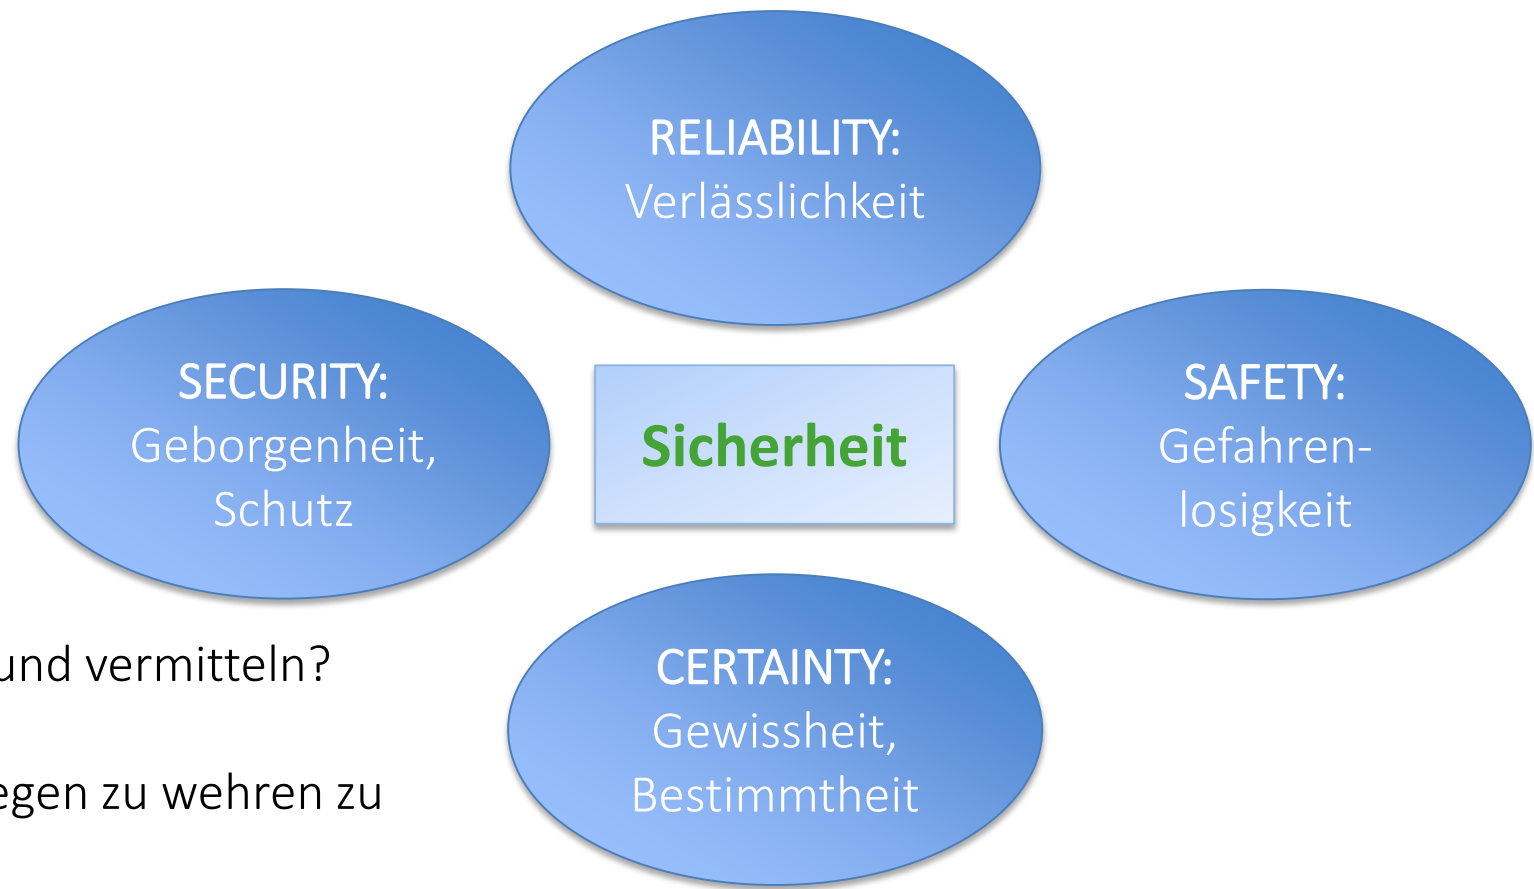 RELIABILITY:
Verlässlichkeit
SECURITY:
Geborgenheit,
Schutz
Sicherheit
SAFETY:
Gefahren-
losigkeit
und vermitteln?
CERTAINTY:
Gewissheit,
Bestimmtheit
egen zu wehren zu